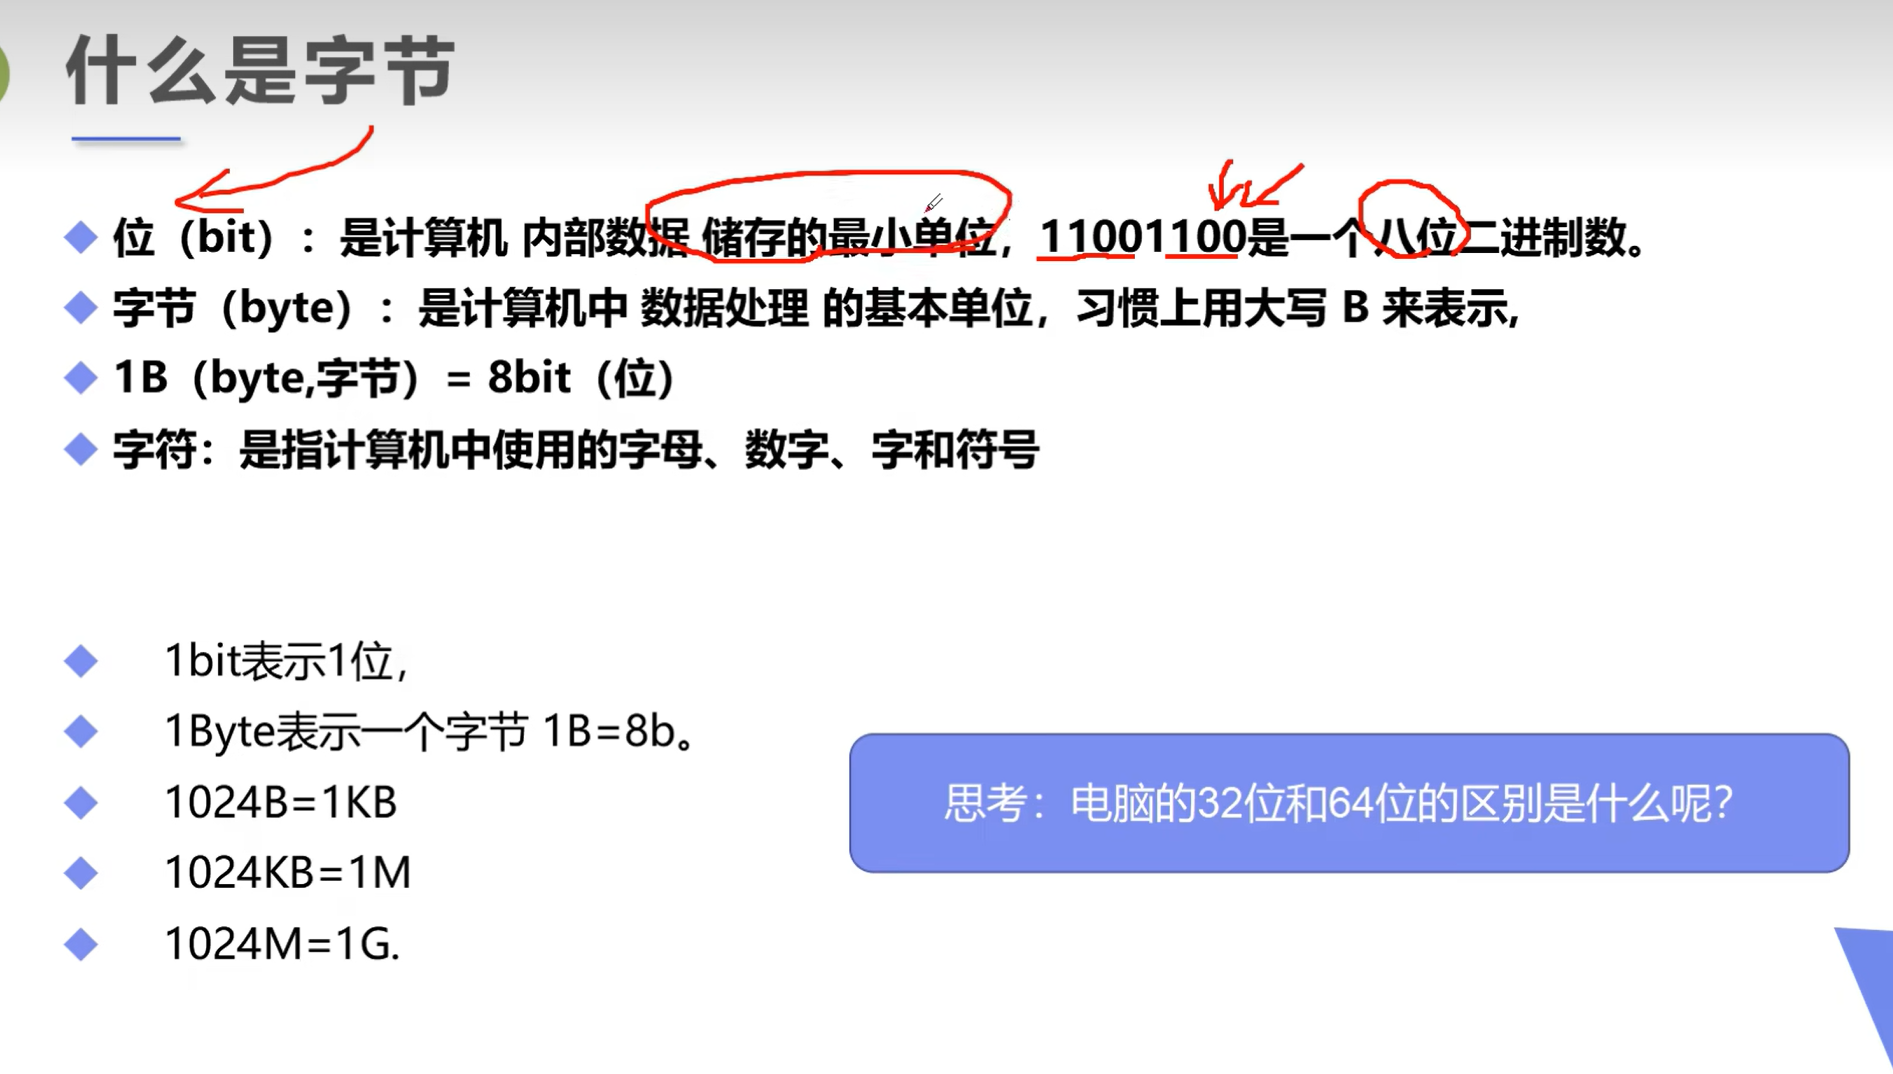 什么是字节
位（bit）：是计算机 内部数据 储存的最小单位，11001100是一个八位二进制数。
字节（byte）：是计算机中 数据处理 的基本单位，习惯上用大写 B 来表示,
1B（byte,字节）= 8bit（位）
字符：是指计算机中使用的字母、数字、字和符号
1bit表示1位，
1Byte表示一个字节 1B=8b。
1024B=1KB
1024KB=1M
1024M=1G.
思考：电脑的32位和64位的区别是什么呢？